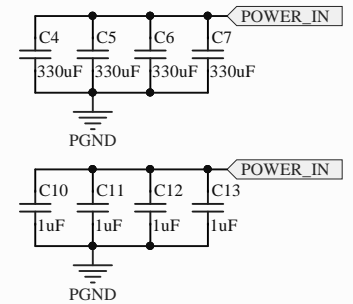 POWER_IN
C4 C5 C6 C7
330uF 330uF 330uF 330uF
PGND
POWER_IN
C10 C11 C12 C13
1uF 1uF 1uF 1uF
PGND